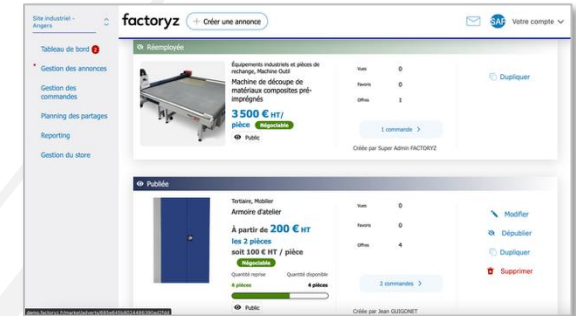 Site industriel -
Angers
factoryz
+ Créer une annonce
SAF
Votre compte
Tableau de bord 2
Gestion des annonces
Gestion des
commandes
Planning des partages
Reporting
Gestion du store
Réemployée
Équipements industriels et pièces de
rechange, Machine Outil
Machine de découpe de
matériaux composites pré-
imprégnés
3 500 € HT/
pièce Négociable
Public
Vues 0
Favoris 0
Offres 1
1 commande >
Créée par Super Admin FACTORYZ
Dupliquer
Publiée
Tertiaire, Mobilier
Armoire d'atelier
À partir de 200 € HT
les 2 pièces
soit 100 € HT / pièce
Négociable
Quantité reprise Quantité disponible
6 pièces 4 pièces
Public
Vues 0
Favoris 0
Offres 4
2 commandes >
Créée par Jean GUIGONET
Modifier
Dépublier
Dupliquer
Supprimer